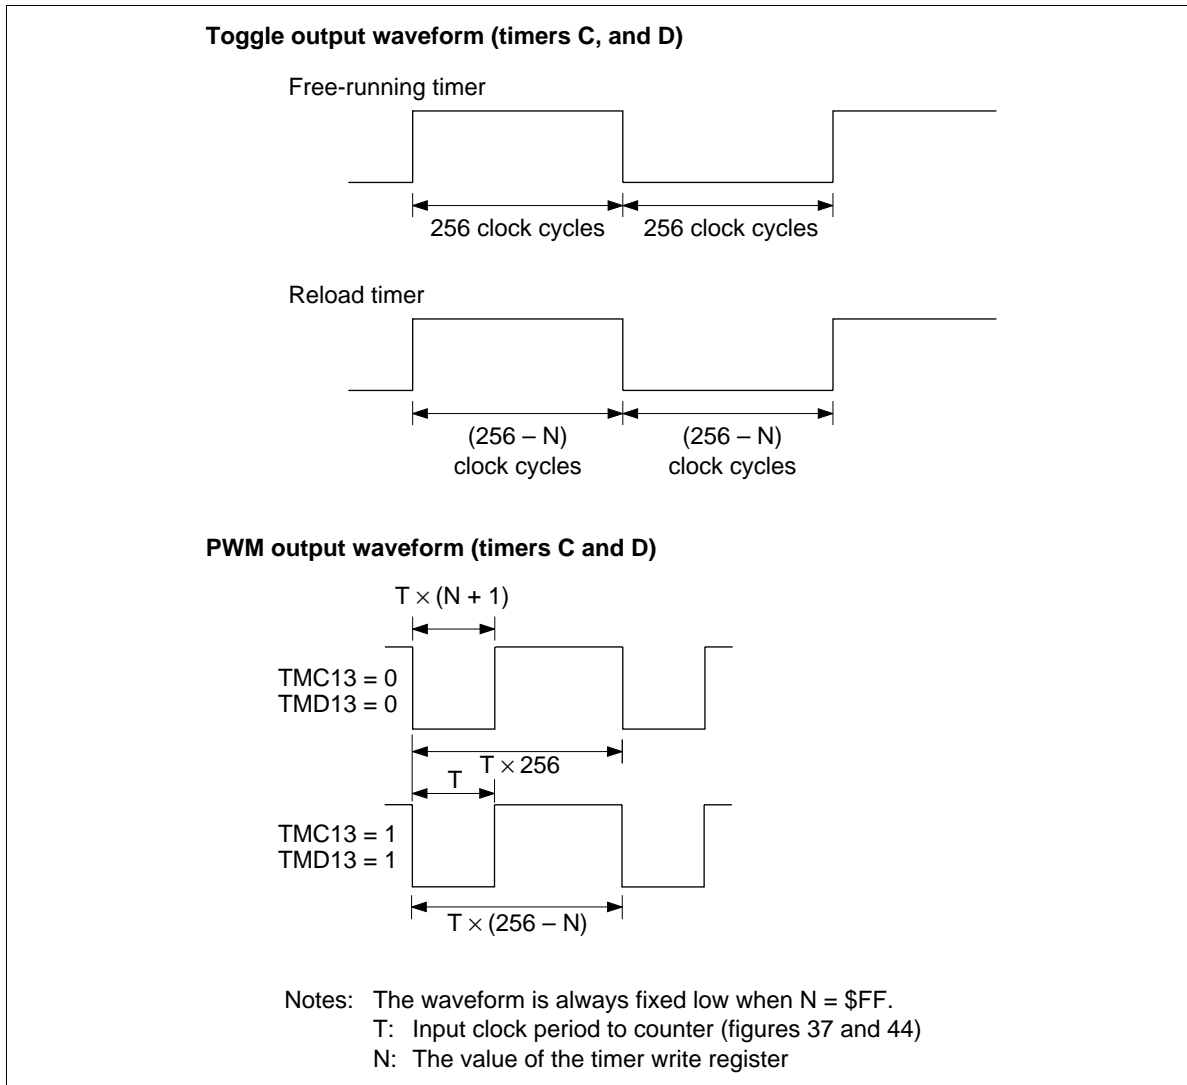 Toggle output waveform (timers C, and D)
Free-running timer
256 clock cycles 256 clock cycles
Reload timer
(256 – N) (256 – N)
clock cycles clock cycles
PWM output waveform (timers C and D)
T × (N + 1)
TMC13 = 0
TMD13 = 0
T × 256
T
TMC13 = 1
TMD13 = 1
T × (256 – N)
Notes: The waveform is always fixed low when N = $FF.
T: Input clock period to counter (figures 37 and 44)
N: The value of the timer write register